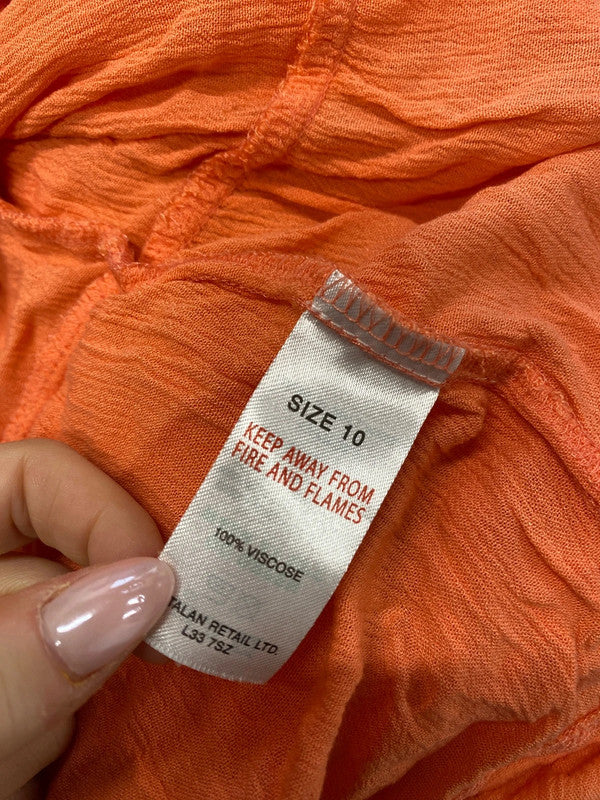 SIZE 10
KEEP AWAY FROM
FIRE AND FLAMES
100% VISCOSE
TALAN RETAIL LTD.
L33 7SZ